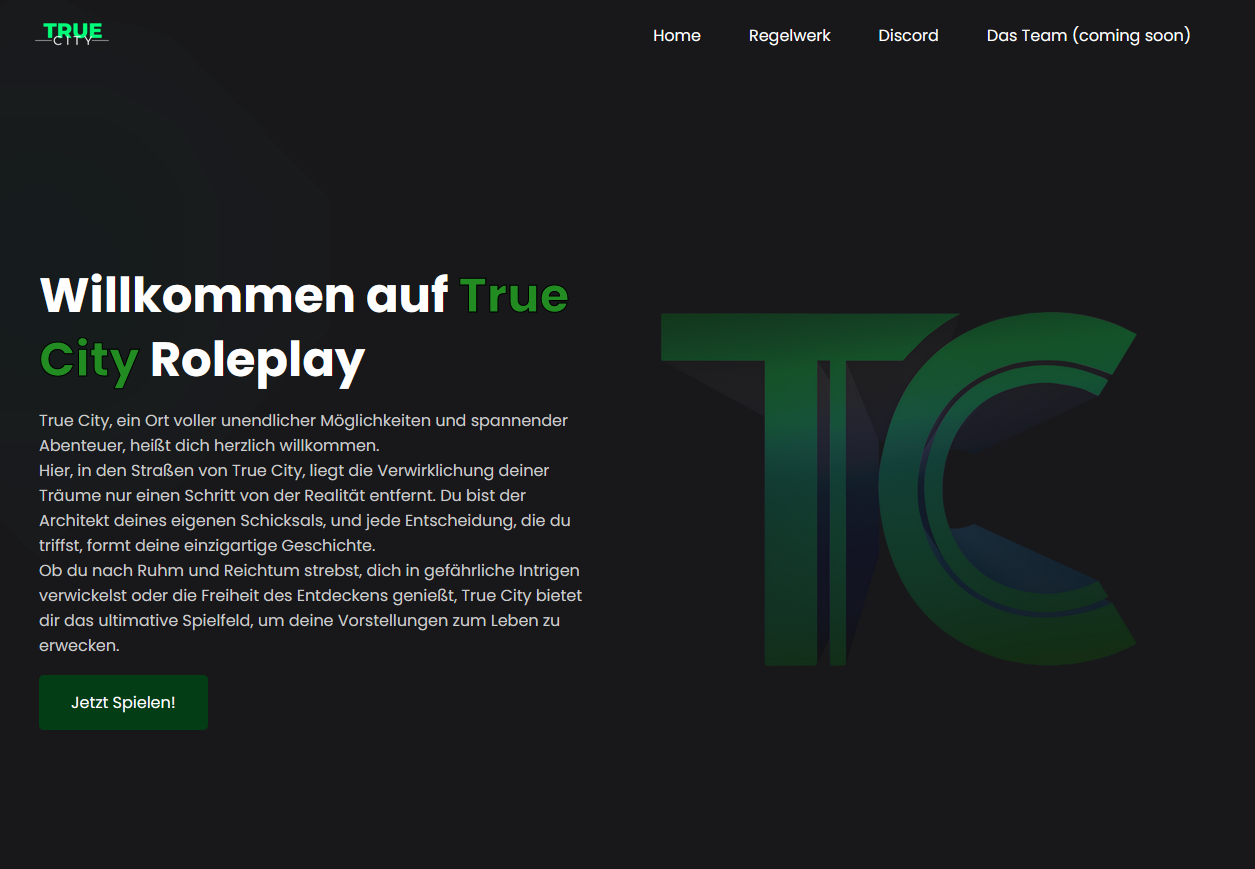 TRUE
CITY
Home Regelwerk Discord Das Team (coming soon)
Willkommen auf True
City Roleplay
True City, ein Ort voller unendlicher Möglichkeiten und spannender
Abenteuer, heißt dich herzlich willkommen.
Hier, in den Straßen von True City, liegt die Verwirklichung deiner
Träume nur einen Schritt von der Realität entfernt. Du bist der
Architekt deines eigenen Schicksals, und jede Entscheidung, die du
triffst, formt deine einzigartige Geschichte.
Ob du nach Ruhm und Reichtum strebst, dich in gefährliche Intrigen
verwickelst oder die Freiheit des Entdeckens genießt, True City bietet
dir das ultimative Spielfeld, um deine Vorstellungen zum Leben zu
erwecken.
Jetzt Spielen!
TC